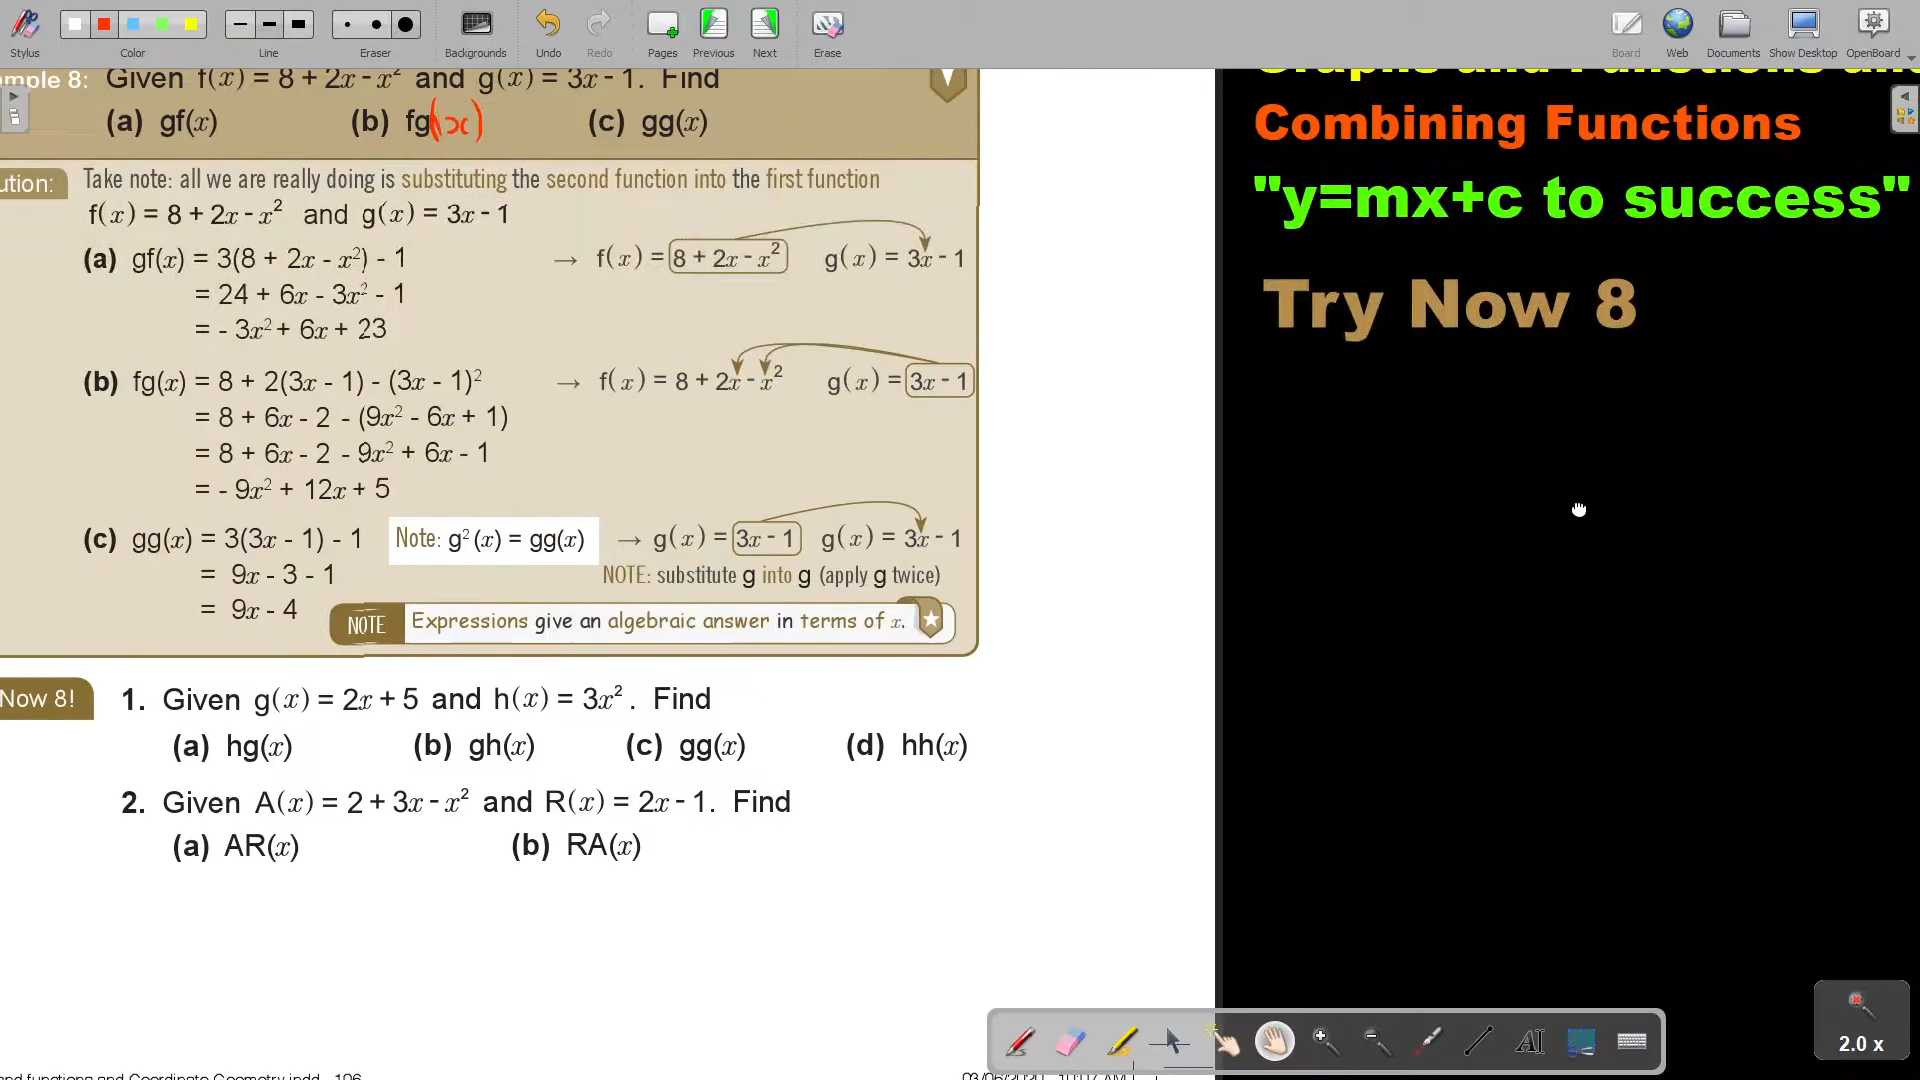 Stylus Color Line Eraser Backgrounds Undo Redo Pages Previous Next Erase Board Web Documents Show Desktop OpenBoard
mple 8: Given f(x) = 8 + 2x - x² and g(x) = 3x - 1. Find
(a) gf(x) (b) fg(x) (c) gg(x)
ution: Take note: all we are really doing is substituting the second function into the first function
f(x) = 8 + 2x - x² and g(x) = 3x - 1
(a) gf(x) = 3(8 + 2x - x²) - 1 → f(x) = 8 + 2x - x² g(x) = 3x - 1
= 24 + 6x - 3x² - 1
= - 3x² + 6x + 23
(b) fg(x) = 8 + 2(3x - 1) - (3x - 1)² → f(x) = 8 + 2x - x² g(x) = 3x - 1
= 8 + 6x - 2 - (9x² - 6x + 1)
= 8 + 6x - 2 - 9x² + 6x - 1
= - 9x² + 12x + 5
(c) gg(x) = 3(3x - 1) - 1 Note: g²(x) = gg(x) → g(x) = 3x - 1 g(x) = 3x - 1
= 9x - 3 - 1 NOTE: substitute g into g (apply g twice)
= 9x - 4
NOTE Expressions give an algebraic answer in terms of x.
Now 8! 1. Given g(x) = 2x + 5 and h(x) = 3x². Find
(a) hg(x) (b) gh(x) (c) gg(x) (d) hh(x)
2. Given A(x) = 2 + 3x - x² and R(x) = 2x - 1. Find
(a) AR(x) (b) RA(x)
Graphs and Functions an
Combining Functions
"y=mx+c to success"
Try Now 8
2.0 x